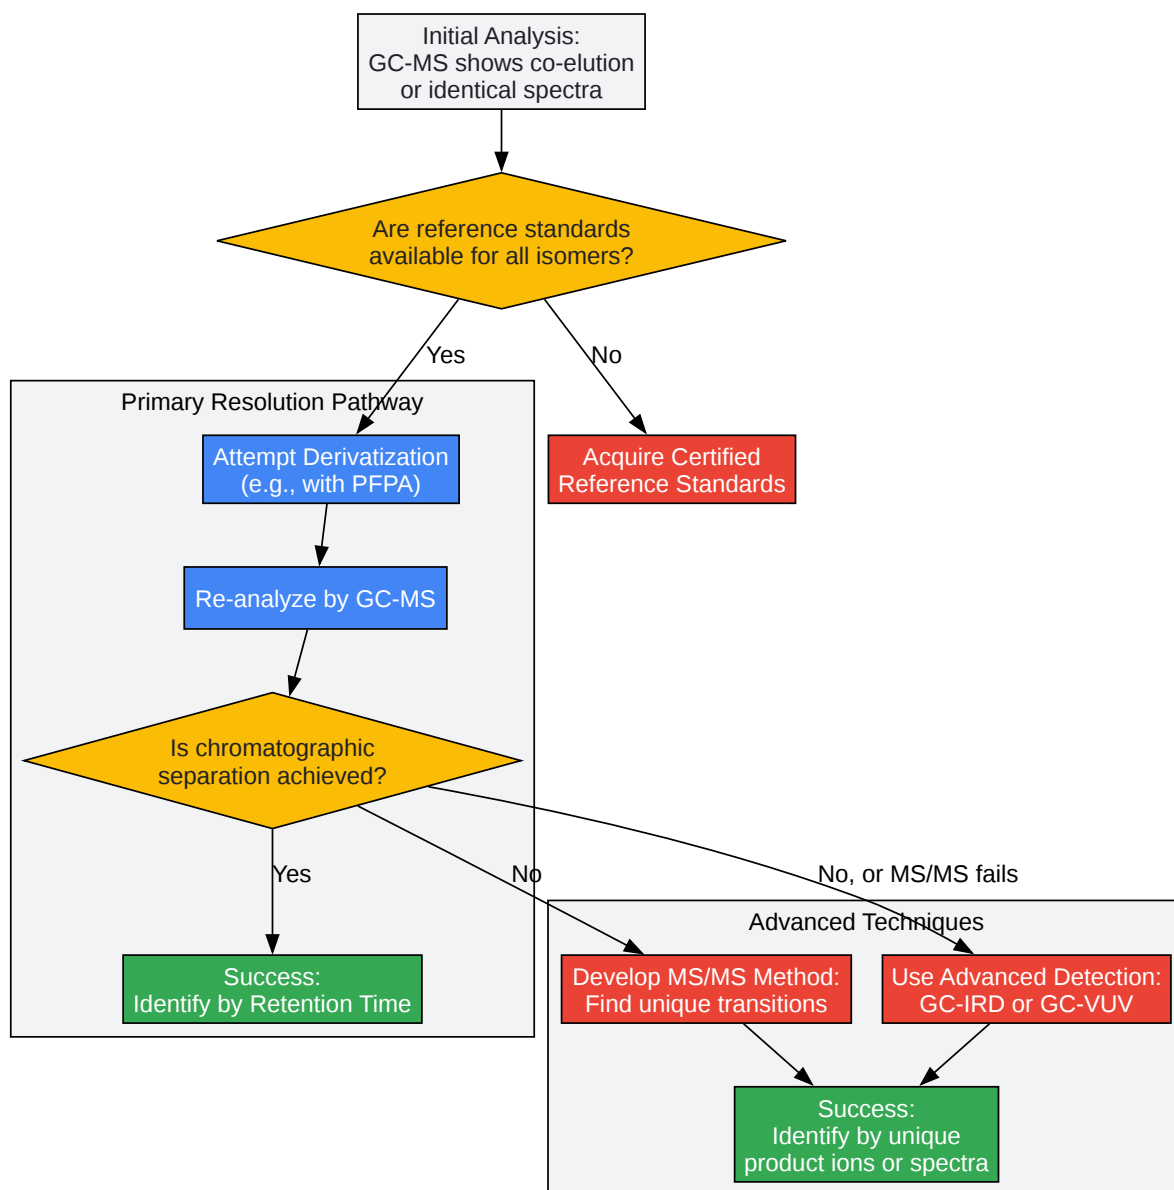 Initial Analysis:
GC-MS shows co-elution
or identical spectra
Are reference standards
available for all isomers?
Yes
No
Primary Resolution Pathway
Attempt Derivatization
(e.g., with PFPA)
Acquire Certified
Reference Standards
Re-analyze by GC-MS
Is chromatographic
separation achieved?
Yes
No
No, or MS/MS fails
Advanced Techniques
Success:
Identify by Retention Time
Develop MS/MS Method:
Find unique transitions
Use Advanced Detection:
GC-IRD or GC-VUV
Success:
Identify by unique
product ions or spectra